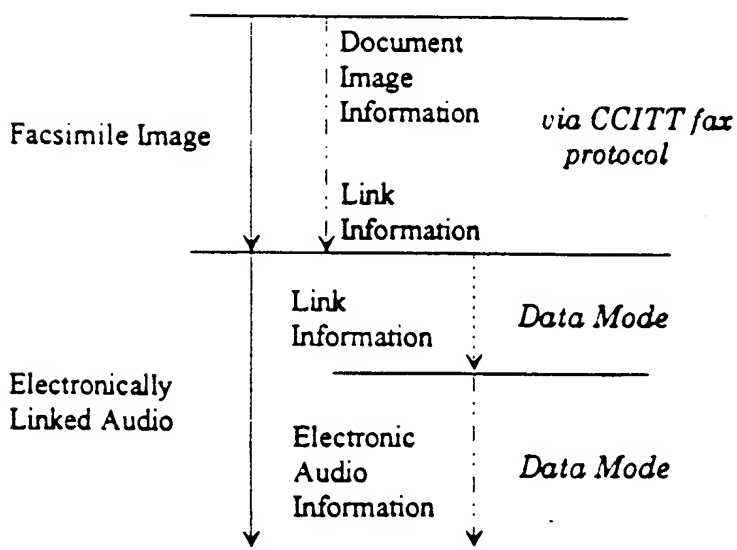 Document
Image
Information
Facsimile Image
via CCITT fax
protocol
Link
Information
Link
Information
Data Mode
Electronically
Linked Audio
Electronic
Audio
Information
Data Mode